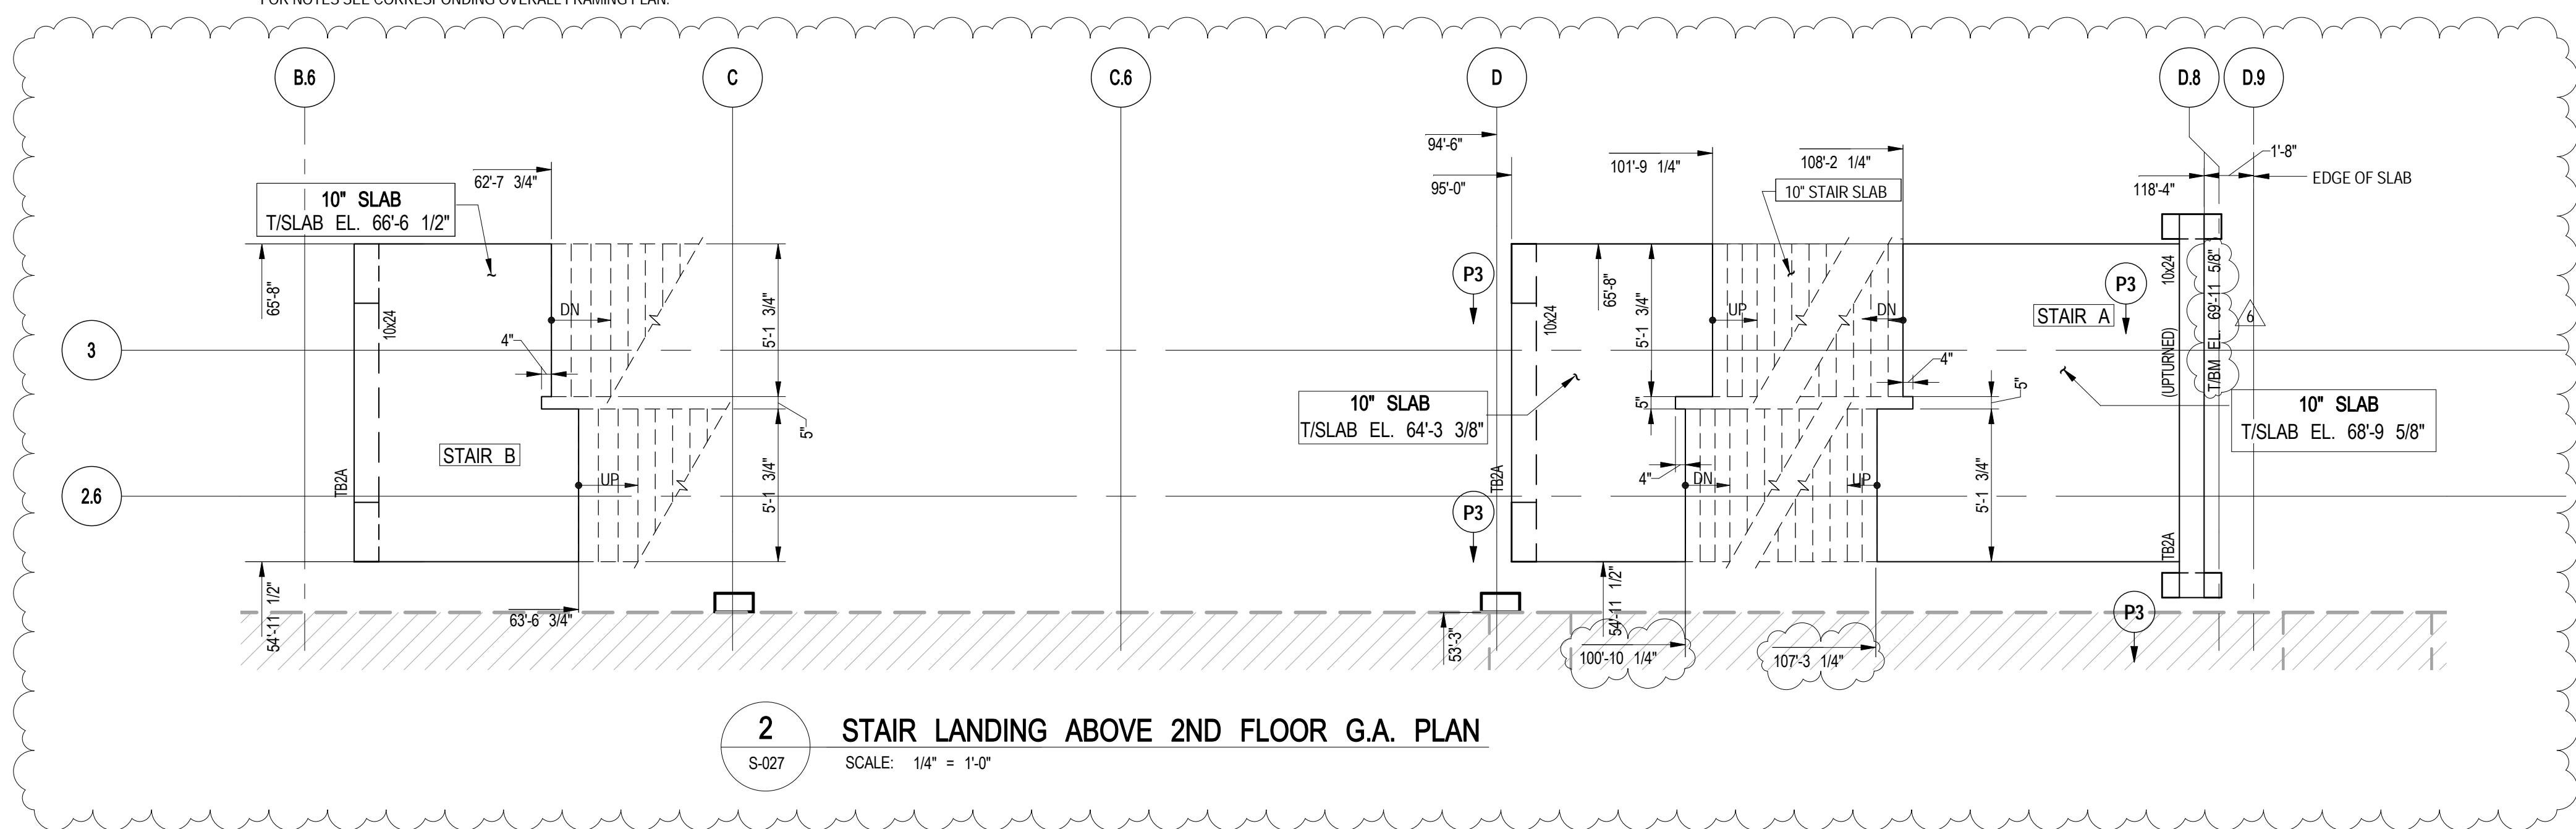 FOR NOTES SEE CORRESPONDING OVERALL FRAMING PLAN.
B.6
C
C.6
D
D.8
D.9
94'-6"
95'-0"
101'-9 1/4"
108'-2 1/4"
118'-4"
1'-8"
EDGE OF SLAB
62'-7 3/4"
10" SLAB
T/SLAB EL. 66'-6 1/2"
10" STAIR SLAB
65'-8"
10x24
DN
4"
5'-1 3/4"
5"
3
STAIR B
TB2A
UP
5'-1 3/4"
2.6
54'-11 1/2"
63'-6 3/4"
P3
10x24
65'-8"
5'-1 3/4"
UP
DN
STAIR A
P3
10x24
(UPTURNED)
T/BM EL. 69'-11 5/8"
6
10" SLAB
T/SLAB EL. 64'-3 3/8"
5"
4"
5"
10" SLAB
T/SLAB EL. 68'-9 5/8"
TB2A
4"
DN
UP
5'-1 3/4"
P3
TB2A
53'-3"
54'-11 1/2"
100'-10 1/4"
107'-3 1/4"
P3
2
S-027
STAIR LANDING ABOVE 2ND FLOOR G.A. PLAN
SCALE: 1/4" = 1'-0"